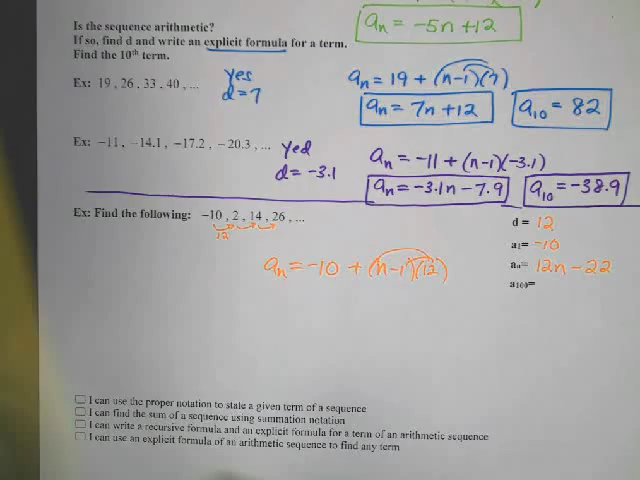 aₙ = -5n + 12
Is the sequence arithmetic?
If so, find d and write an explicit formula for a term.
Find the 10th term.
Ex: 19 , 26 , 33 , 40 , ...
yes
d = 7
aₙ = 19 + (n-1)(7)
aₙ = 7n + 12
a₁₀ = 82
Ex: −11, −14.1, −17.2, −20.3, ...
yed
d = -3.1
aₙ = -11 + (n-1)(-3.1)
aₙ = -3.1n - 7.9
a₁₀ = -38.9
Ex: Find the following: −10 , 2 , 14 , 26 , ...
12
d = 12
a₁= -10
aₙ= 12n - 22
a₁₀₀=
aₙ = -10 + (n-1)(12)
I can use the proper notation to state a given term of a sequence
I can find the sum of a sequence using summation notation
I can write a recursive formula and an explicit formula for a term of an arithmetic sequence
I can use an explicit formula of an arithmetic sequence to find any term